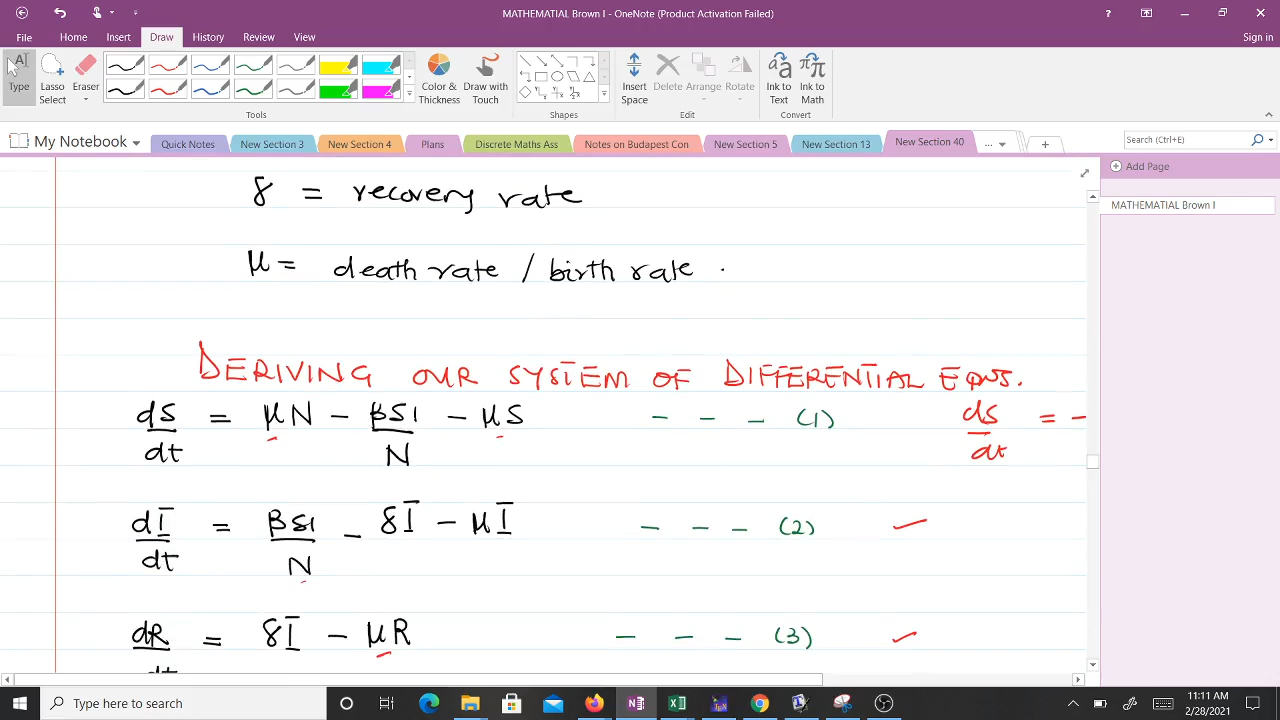 MATHEMATIAL Brown I - OneNote (Product Activation Failed)
?
File Home Insert Draw History Review View
Sign in
Type
Lasso Select
Eraser
Color & Thickness
Draw with Touch
Insert Space
Delete
Arrange
Rotate
Ink to Text
Ink to Math
Tools Shapes Edit Convert
My Notebook
Quick Notes New Section 3 New Section 4 Plans Discrete Maths Ass Notes on Budapest Con New Section 5 New Section 13 New Section 40 ...
Search (Ctrl+E)
Add Page
MATHEMATIAL Brown I
γ = recovery rate
μ = death rate / birth rate .
DERIVING OUR SYSTEM OF DIFFERENTIAL EQNS.
dS/dt = μN - βSI/N - μS - - - (1) dS/dt = -
dI/dt = βSI/N - γI - μI - - - (2)
dR/dt = γI - μR - - - (3)
Type here to search
11:11 AM
2/28/2021